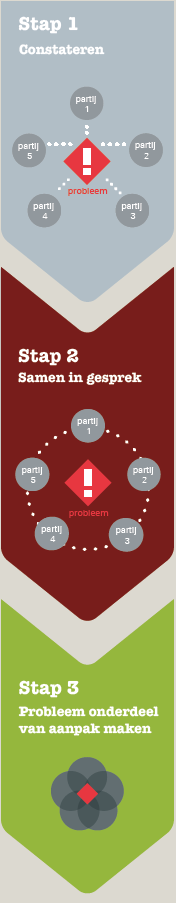 Stap 1
Constateren
partij
1
partij
5
partij
2
!
probleem
partij
4
partij
3
Stap 2
Samen in gesprek
partij
1
partij
5
partij
2
!
probleem
partij
4
partij
3
Stap 3
Probleem onderdeel
van aanpak maken